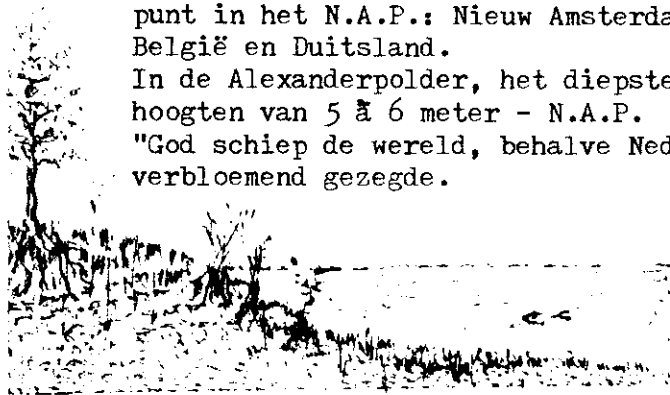 punt in het N.A.P.: Nieuw Amsterda
België en Duitsland.
In de Alexanderpolder, het diepste
hoogten van 5 à 6 meter - N.A.P.
"God schiep de wereld, behalve Ned
verbloemend gezegde.